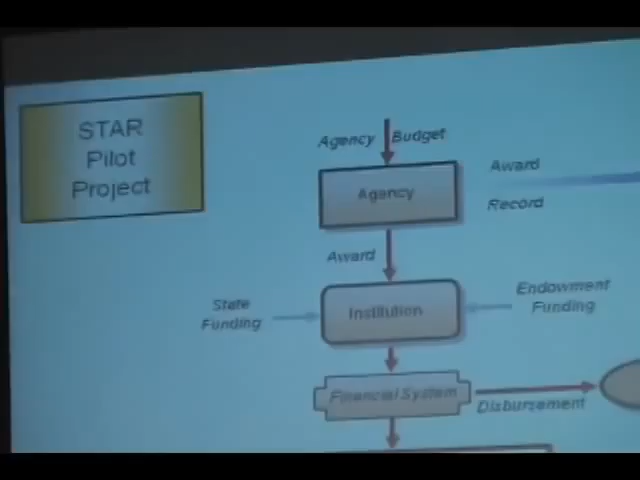 STAR
Pilot
Project
Agency Budget
Agency
Award
Record
Award
Institution
State
Funding
Endowment
Funding
Financial System
Disbursement